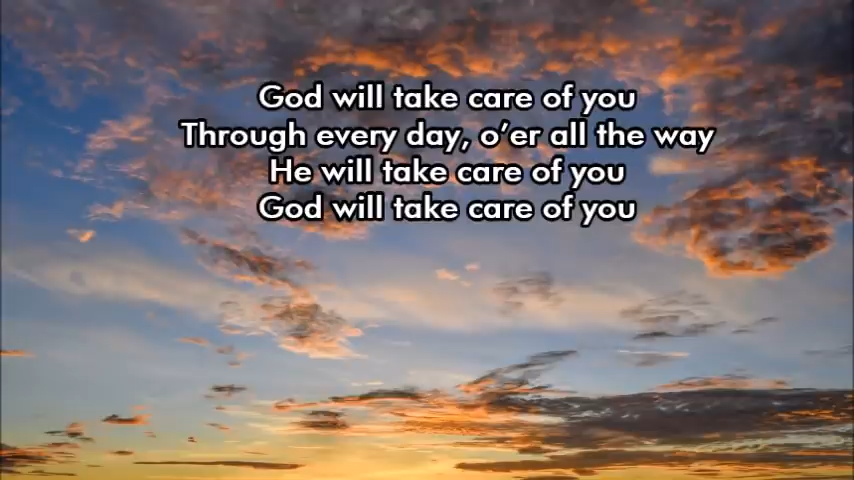 God will take care of you
Through every day, o'er all the way
He will take care of you
God will take care of you